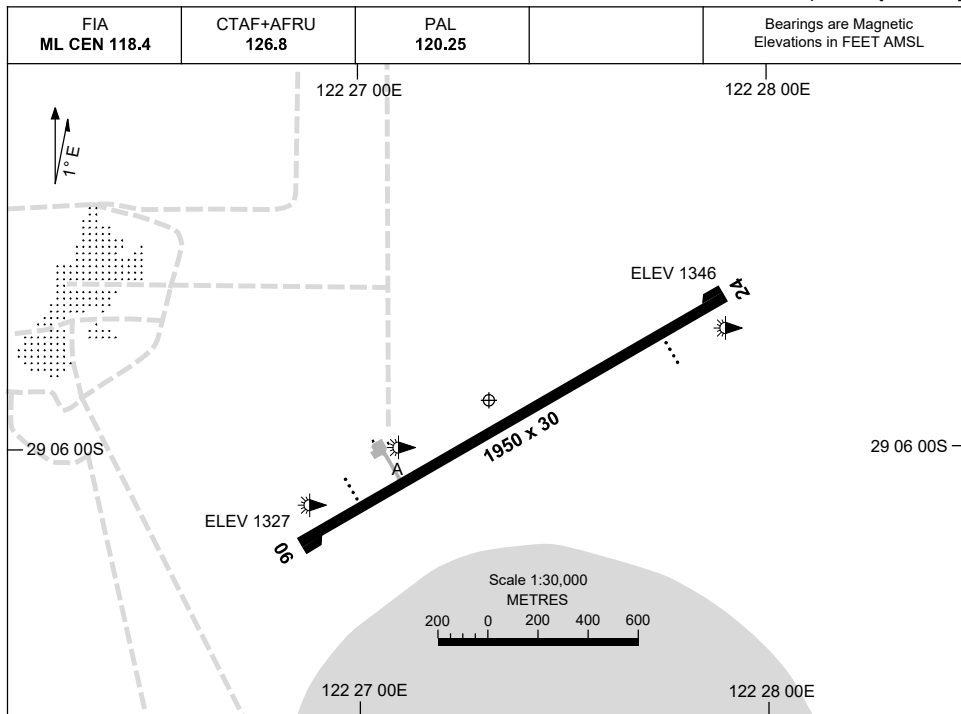 FIA
ML CEN 118.4
CTAF+AFRU
126.8
PAL
120.25
Bearings are Magnetic
Elevations in FEET AMSL
122 27 00E
122 28 00E
1° E
ELEV 1346
24
1950 x 30
29 06 00S
29 06 00S
A
ELEV 1327
06
Scale 1:30,000
METRES
200 0 200 400 600
122 27 00E
122 28 00E